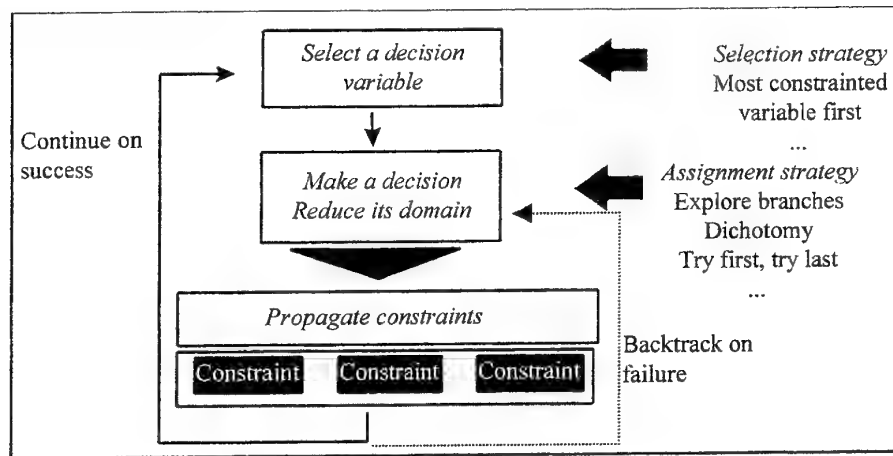 Select a decision
variable
Selection strategy
Most constrainted
variable first
...
Continue on
success
Make a decision
Reduce its domain
Assignment strategy
Explore branches
Dichotomy
Try first, try last
...
Propagate constraints
Constraint Constraint Constraint
Backtrack on
failure